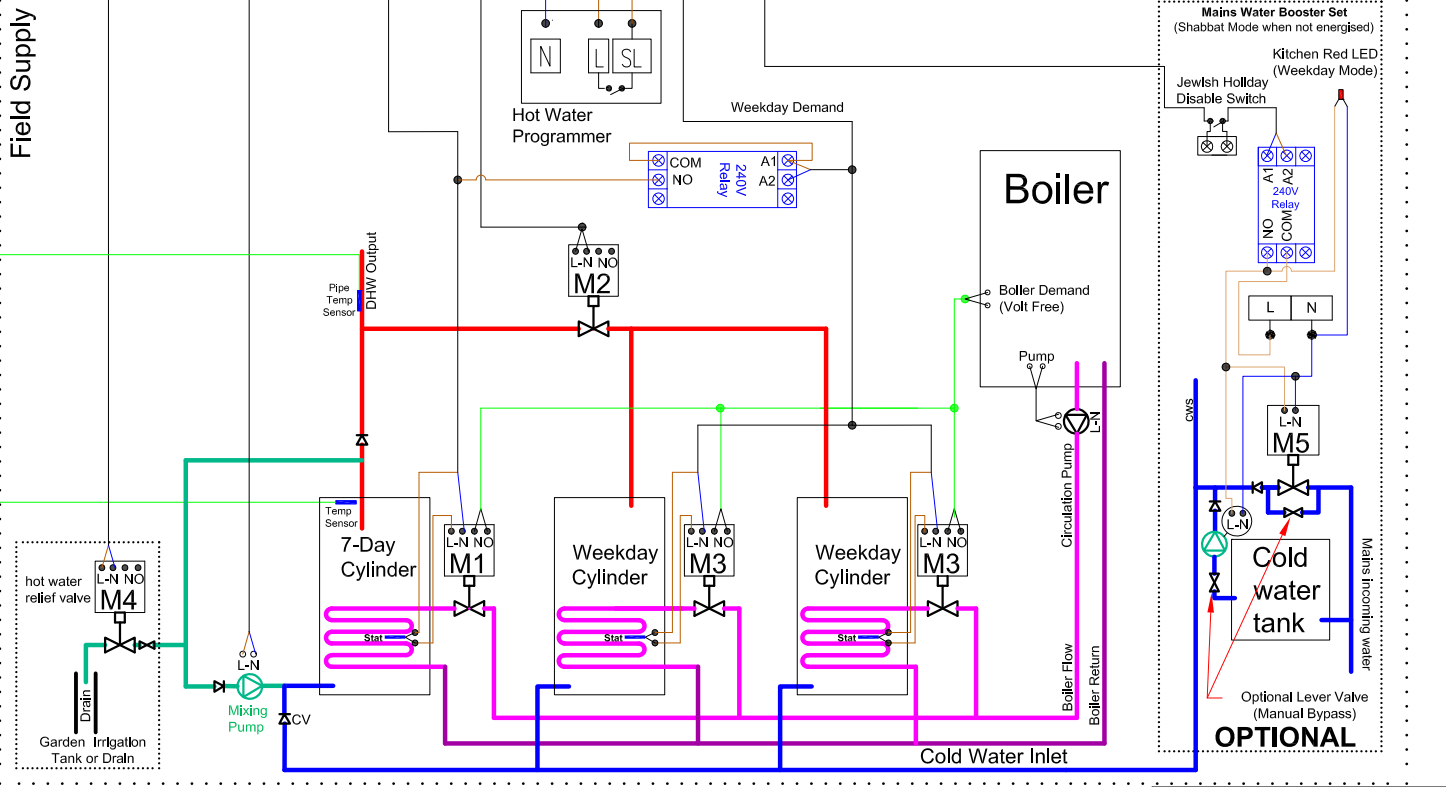 Field Supply
N
L
SL
Hot Water
Programmer
Weekday Demand
COM
NO
240V
Relay
A1
A2
Mains Water Booster Set
(Shabbat Mode when not energised)
Kitchen Red LED
(Weekday Mode)
Jewish Holiday
Disable Switch
A1
A2
240V
Relay
NO
COM
L
N
Boiler
Boiler Demand
(Volt Free)
Pump
L-N
Circulation Pump
L-N NO
M2
DHW Output
Pipe
Temp
Sensor
Temp
Sensor
7-Day
Cylinder
L-N NO
M1
Stat
Weekday
Cylinder
L-N NO
M3
Stat
Weekday
Cylinder
L-N NO
M3
Stat
Boiler Flow
Boiler Return
hot water
relief valve
L-N NO
M4
Drain
Garden Irrigation
Tank or Drain
L-N
Mixing
Pump
CV
Cold Water Inlet
cws
L-N
M5
L-N
Cold
water
tank
Mains incoming water
Optional Lever Valve
(Manual Bypass)
OPTIONAL